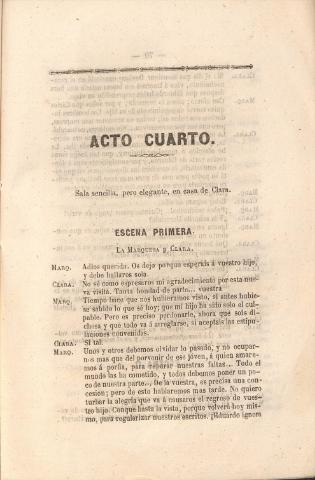 — 70 —
ACTO CUARTO.
Sala sencilla, pero elegante, en casa de Clara.
ESCENA PRIMERA.
LA MARQUESA y CLARA.
MARQ. Adios querida. Os dejo porque esperais á vuestro hijo,
y debe hallaros sola.
CLARA. No sé como espresaros mi agradecimiento por esta nue-
va visita. Tanta bondad de parte... vuestra
MARQ. Tiempo hace que nos hubieramos visto, si antes hubie-
se sabido lo que sé hoy; que mi hijo ha sido solo el cul-
pable. Pero es preciso perdonarle, ahora que sois di-
chosa y que todo vá á arreglarse, si aceptais las estipu-
laciones convenidas.
CLARA. Si tal.
MARQ. Unos y otros debemos olvidar lo pasado, y no ocupar-
nos mas que del porvenir de ese jóven, á quien amare-
mos á porfia, para reparar nuestras faltas... Todo el
mundo las ha cometido, y todos debemos poner un po-
co de nuestra parte... De la vuestra, es precisa una con-
cesion; pero de esto hablaremos mas tarde. No quiero
turbar la alegria que vá á causaros el regreso de vues-
tro hijo. Conque hasta la vista, porque volveré hoy mis-
mo, para regularizar nuestros escritos. ¡Eduardo ignora